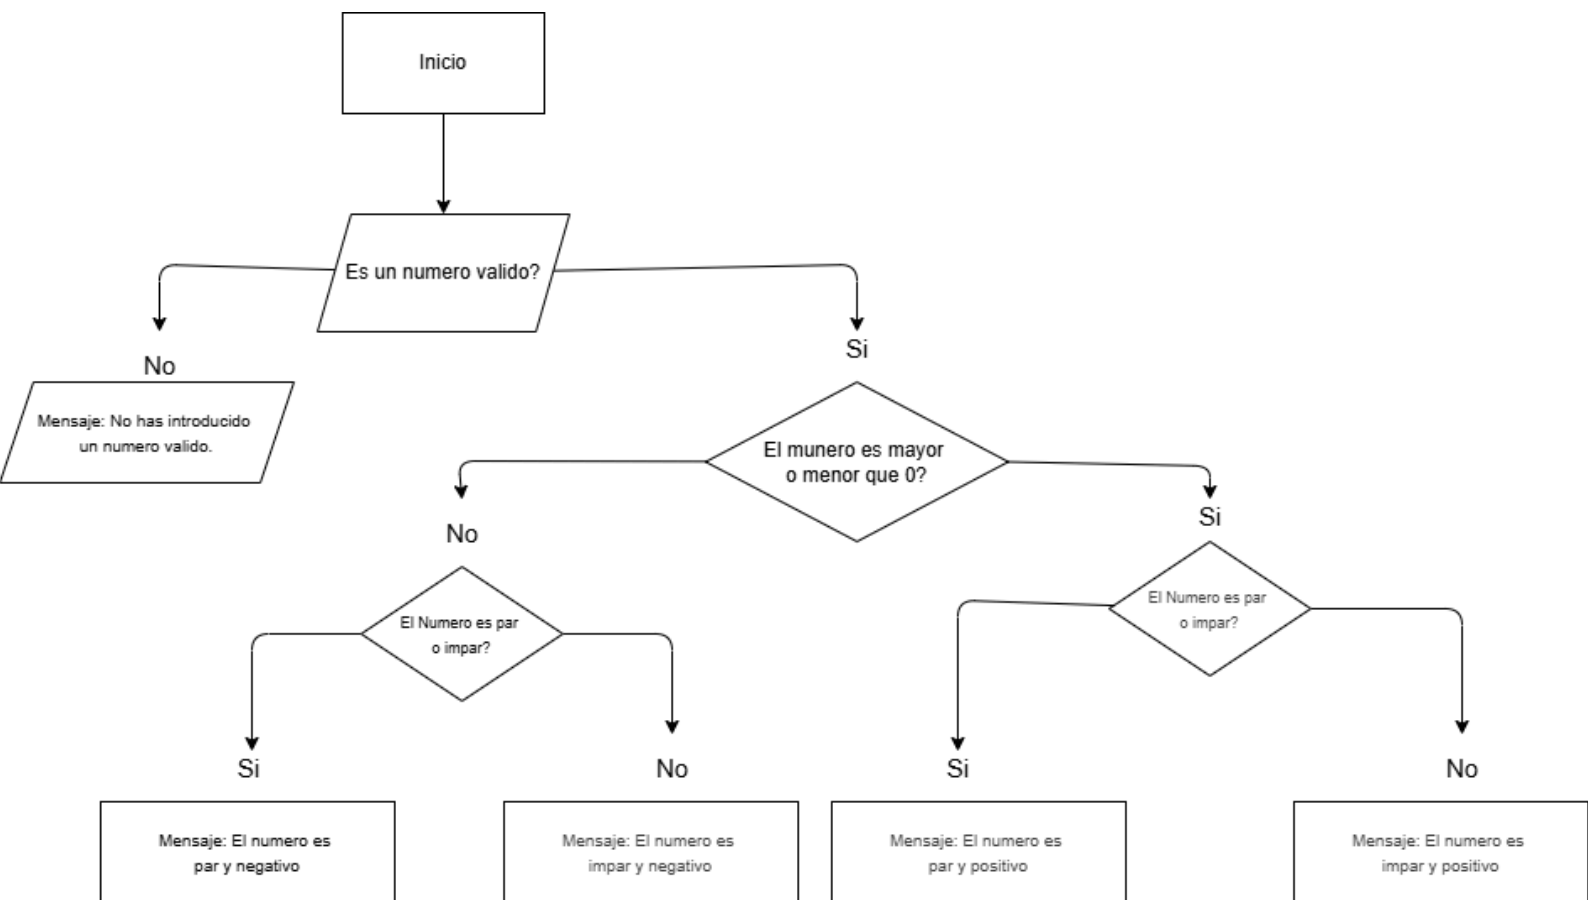 Inicio
Es un numero valido?
No
Si
Mensaje: No has introducido
un numero valido.
El munero es mayor
o menor que 0?
No
Si
El Numero es par
o impar?
El Numero es par
o impar?
Si
No
Si
No
Mensaje: El numero es
par y negativo
Mensaje: El numero es
impar y negativo
Mensaje: El numero es
par y positivo
Mensaje: El numero es
impar y positivo